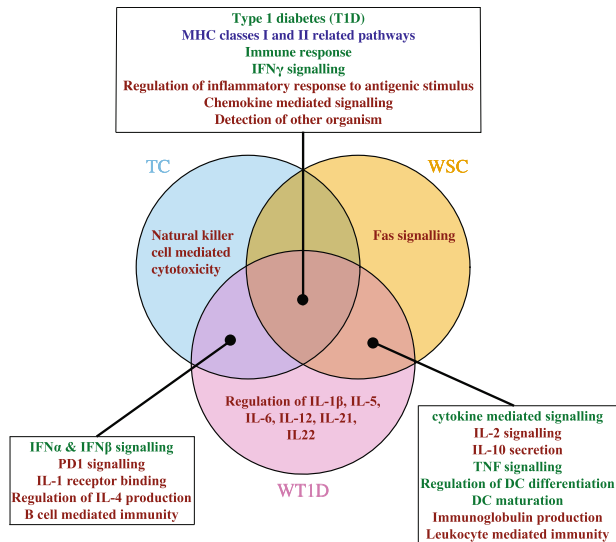 Type 1 diabetes (T1D)
MHC classes I and II related pathways
Immune response
IFNγ signalling
Regulation of inflammatory response to antigenic stimulus
Chemokine mediated signalling
Detection of other organism
TC
WSC
Natural killer
cell mediated
cytotoxicity
Fas signalling
Regulation of IL-1β, IL-5,
IL-6, IL-12, IL-21,
IL22
WT1D
IFNα & IFNβ signalling
PD1 signalling
IL-1 receptor binding
Regulation of IL-4 production
B cell mediated immunity
cytokine mediated signalling
IL-2 signalling
IL-10 secretion
TNF signalling
Regulation of DC differentiation
DC maturation
Immunoglobulin production
Leukocyte mediated immunity